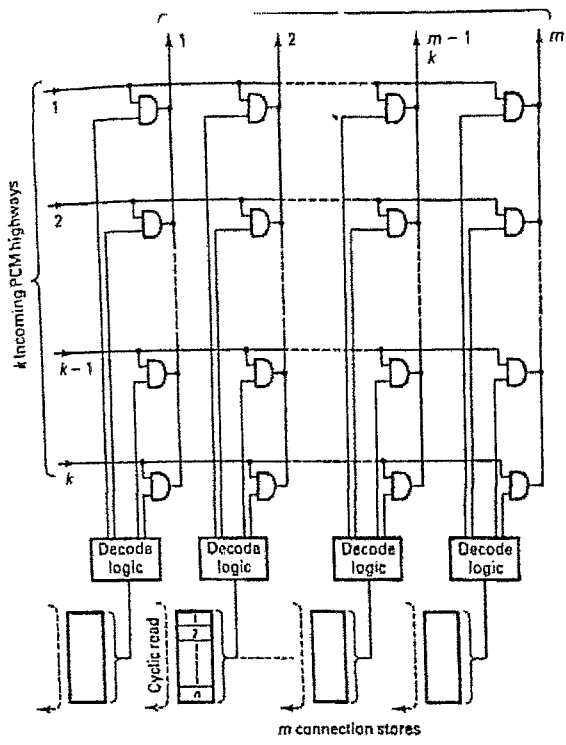 1
2
m – 1
k
m
1
2
k – 1
k
k Incoming PCM highways
Decode logic
Decode logic
Decode logic
Decode logic
Cyclic read
1
2
n
m connection stores